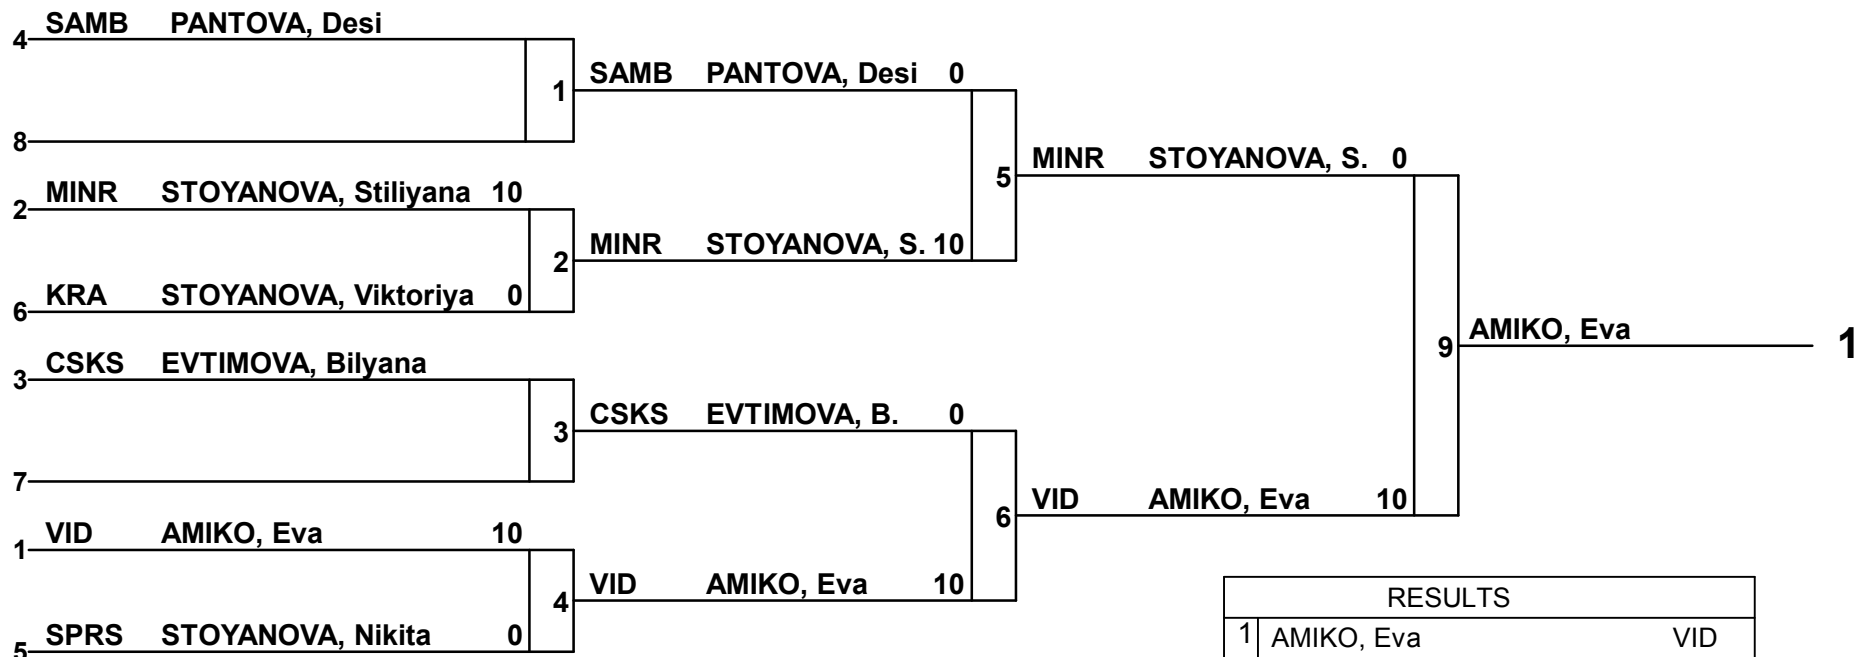 4 SAMB PANTOVA, Desi
1 SAMB PANTOVA, Desi 0
8
5 MINR STOYANOVA, S. 0
2 MINR STOYANOVA, Stiliyana 10
2 MINR STOYANOVA, S. 10
6 KRA STOYANOVA, Viktoriya 0
9 AMIKO, Eva 1
3 CSKS EVTIMOVA, Bilyana
3 CSKS EVTIMOVA, B. 0
7
6 VID AMIKO, Eva 10
1 VID AMIKO, Eva 10
4 VID AMIKO, Eva 10
5 SPRS STOYANOVA, Nikita 0
RESULTS
1 AMIKO, Eva VID